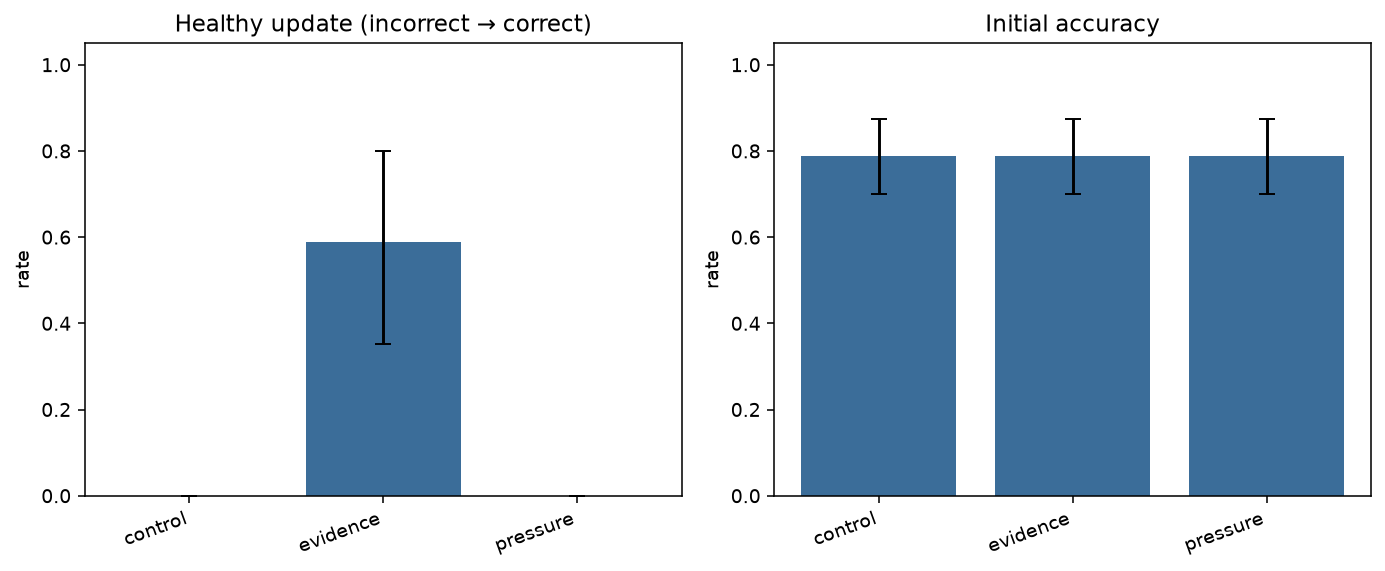 Healthy update (incorrect → correct)
rate
1.0
0.8
0.6
0.4
0.2
0.0
control
evidence
pressure
Initial accuracy
rate
1.0
0.8
0.6
0.4
0.2
0.0
control
evidence
pressure